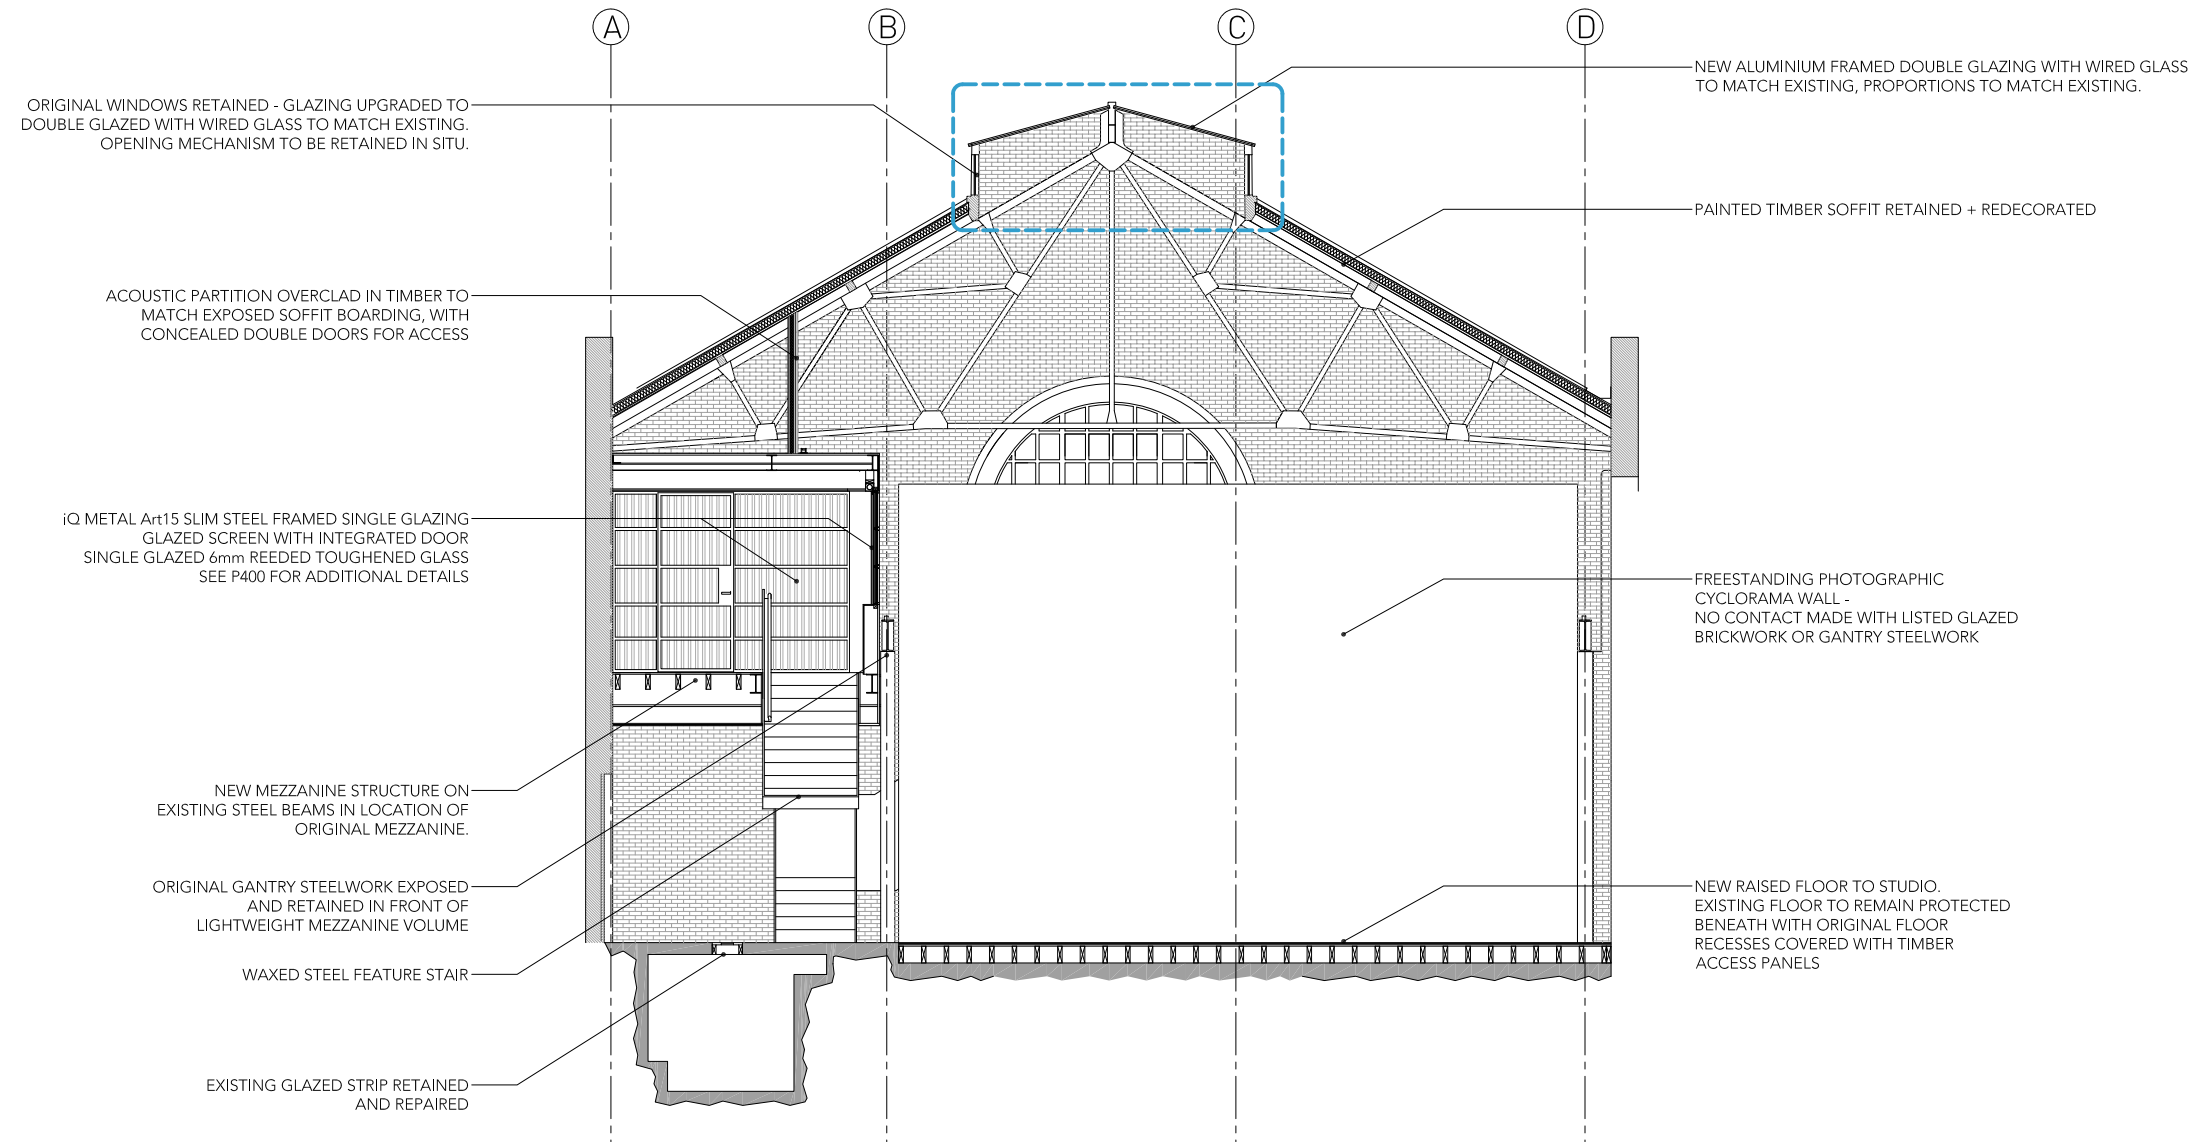 A
B
C
D
ORIGINAL WINDOWS RETAINED - GLAZING UPGRADED TO
DOUBLE GLAZED WITH WIRED GLASS TO MATCH EXISTING.
OPENING MECHANISM TO BE RETAINED IN SITU.
ACOUSTIC PARTITION OVERCLAD IN TIMBER TO
MATCH EXPOSED SOFFIT BOARDING, WITH
CONCEALED DOUBLE DOORS FOR ACCESS
iQ METAL Art15 SLIM STEEL FRAMED SINGLE GLAZING
GLAZED SCREEN WITH INTEGRATED DOOR
SINGLE GLAZED 6mm REEDED TOUGHENED GLASS
SEE P400 FOR ADDITIONAL DETAILS
NEW MEZZANINE STRUCTURE ON
EXISTING STEEL BEAMS IN LOCATION OF
ORIGINAL MEZZANINE.
ORIGINAL GANTRY STEELWORK EXPOSED
AND RETAINED IN FRONT OF
LIGHTWEIGHT MEZZANINE VOLUME
WAXED STEEL FEATURE STAIR
EXISTING GLAZED STRIP RETAINED
AND REPAIRED
NEW ALUMINIUM FRAMED DOUBLE GLAZING WITH WIRED GLASS
TO MATCH EXISTING, PROPORTIONS TO MATCH EXISTING.
PAINTED TIMBER SOFFIT RETAINED + REDECORATED
FREESTANDING PHOTOGRAPHIC
CYCLORAMA WALL -
NO CONTACT MADE WITH LISTED GLAZED
BRICKWORK OR GANTRY STEELWORK
NEW RAISED FLOOR TO STUDIO.
EXISTING FLOOR TO REMAIN PROTECTED
BENEATH WITH ORIGINAL FLOOR
RECESSES COVERED WITH TIMBER
ACCESS PANELS